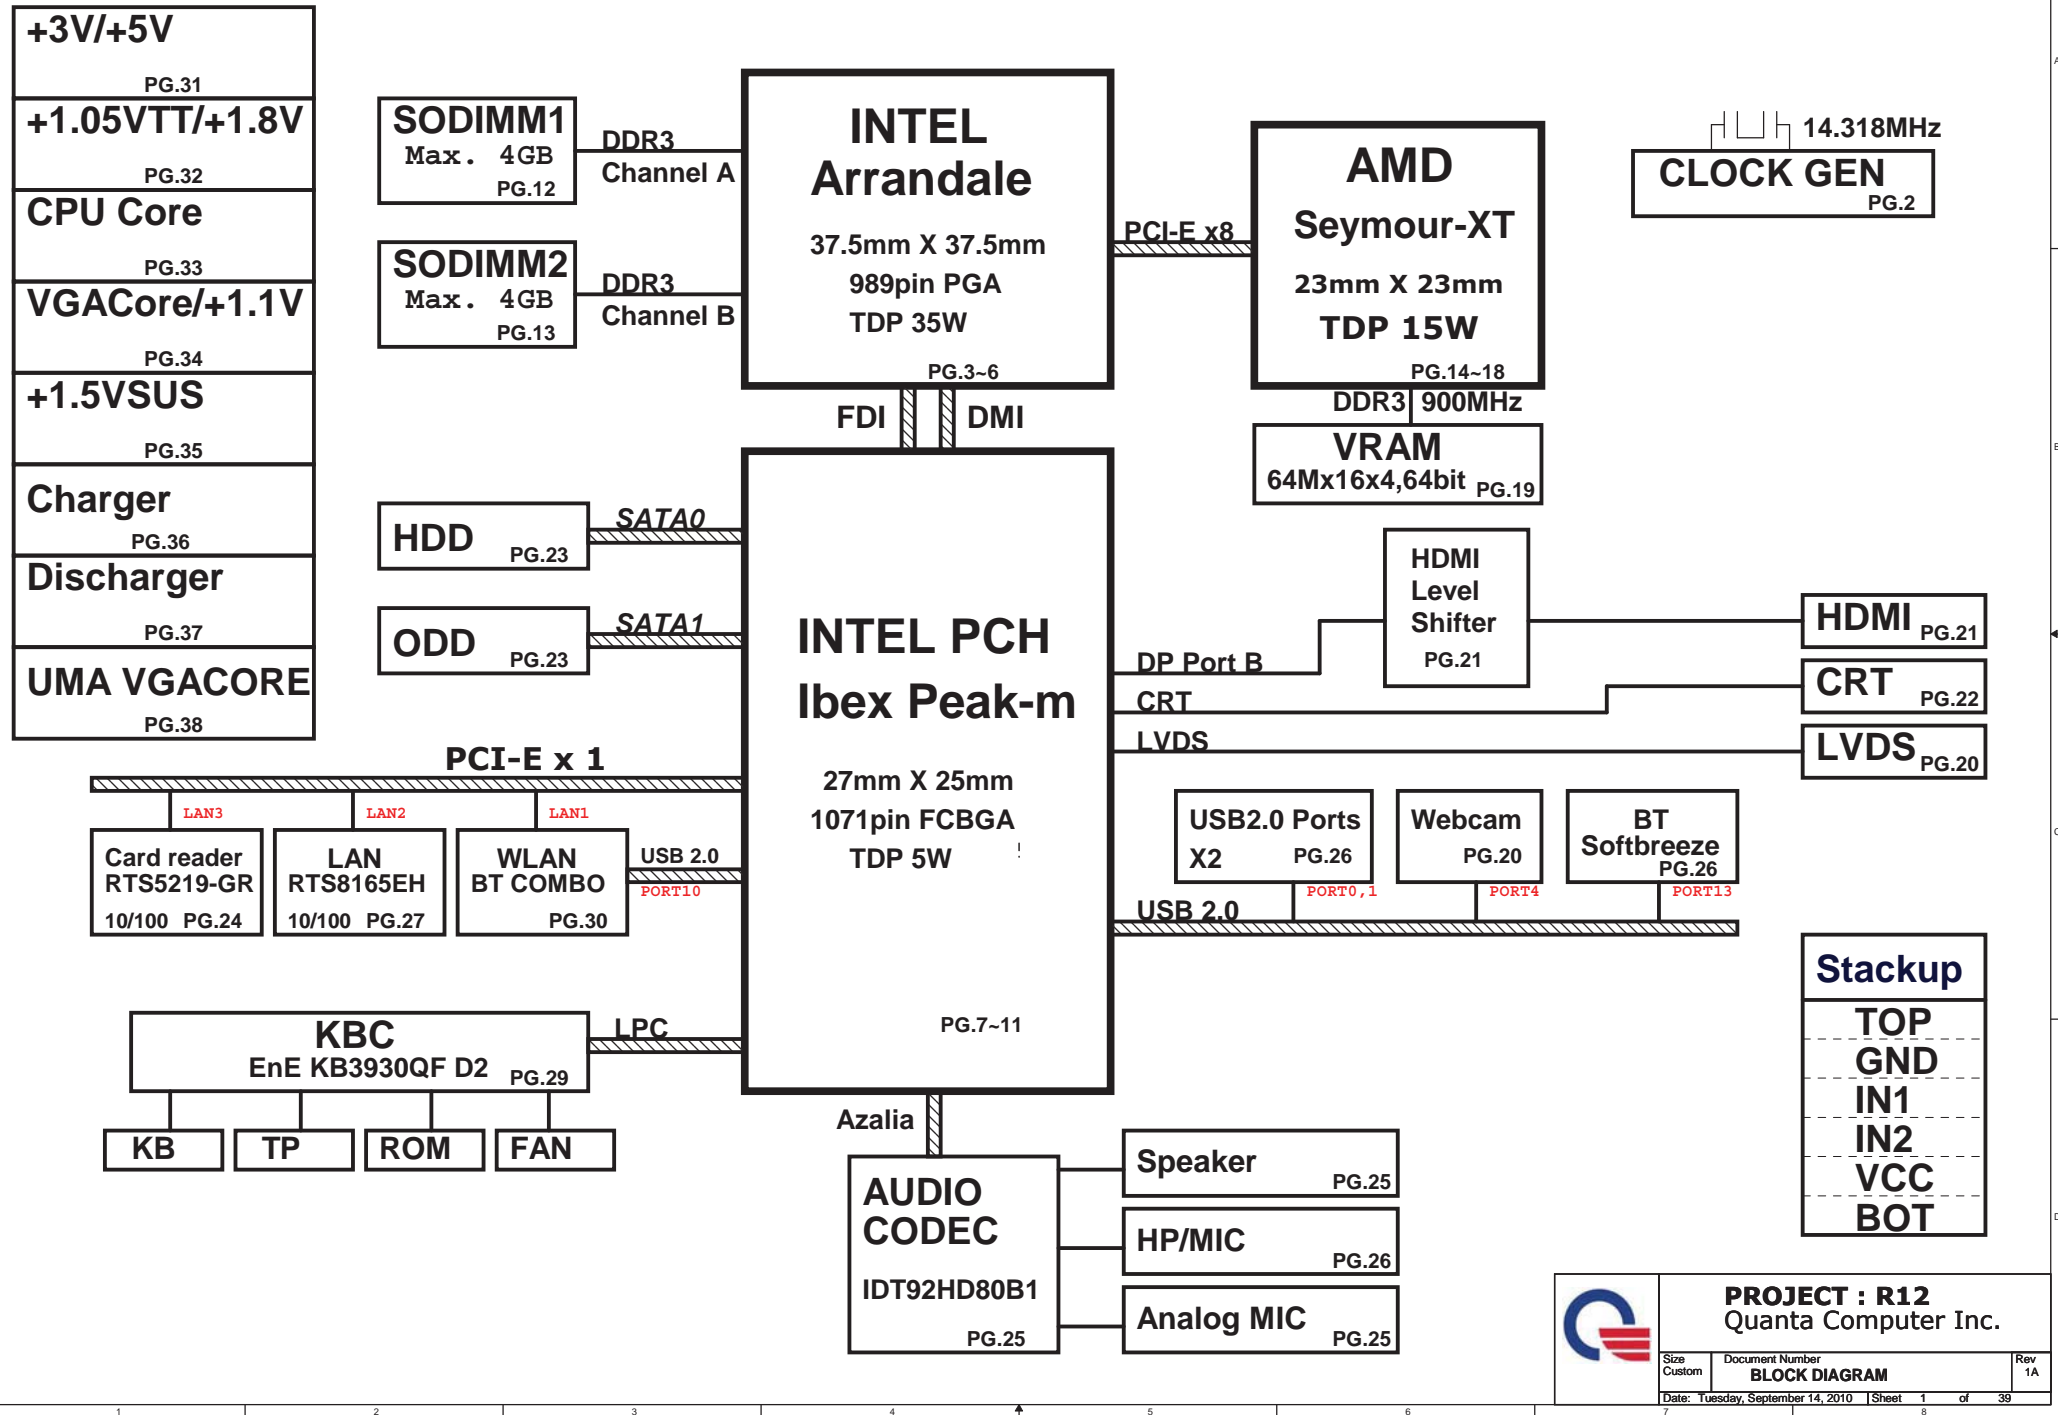 +3V/+5V
PG.31
+1.05VTT/+1.8V
PG.32
CPU Core
PG.33
VGACore/+1.1V
PG.34
+1.5VSUS
PG.35
Charger
PG.36
Discharger
PG.37
UMA VGACORE
PG.38
SODIMM1
Max. 4GB
PG.12
DDR3
Channel A
SODIMM2
Max. 4GB
PG.13
DDR3
Channel B
INTEL
Arrandale
37.5mm X 37.5mm
989pin PGA
TDP 35W
PG.3~6
PCI-E x8
AMD
Seymour-XT
23mm X 23mm
TDP 15W
PG.14~18
DDR3 900MHz
VRAM
64Mx16x4,64bit PG.19
14.318MHz
CLOCK GEN
PG.2
FDI
DMI
HDD PG.23
SATA0
ODD PG.23
SATA1
INTEL PCH
Ibex Peak-m
27mm X 25mm
1071pin FCBGA
TDP 5W
PG.7~11
HDMI
Level
Shifter
PG.21
DP Port B
CRT
LVDS
HDMI PG.21
CRT PG.22
LVDS PG.20
PCI-E x 1
LAN3
LAN2
LAN1
Card reader
RTS5219-GR
10/100 PG.24
LAN
RTS8165EH
10/100 PG.27
WLAN
BT COMBO
PG.30
USB 2.0
PORT10
USB2.0 Ports
X2 PG.26
Webcam
PG.20
BT
Softbreeze
PG.26
PORT0,1
PORT4
PORT13
USB 2.0
KBC
EnE KB3930QF D2 PG.29
LPC
KB
TP
ROM
FAN
Azalia
AUDIO
CODEC
IDT92HD80B1
PG.25
Speaker
PG.25
HP/MIC
PG.26
Analog MIC
PG.25
Stackup
TOP
GND
IN1
IN2
VCC
BOT
PROJECT : R12
Quanta Computer Inc.
Size
Custom
Document Number
BLOCK DIAGRAM
Rev
1A
Date: Tuesday, September 14, 2010 Sheet 1 of 39
1 2 3 4 5 6 7 8
A
B
C
D